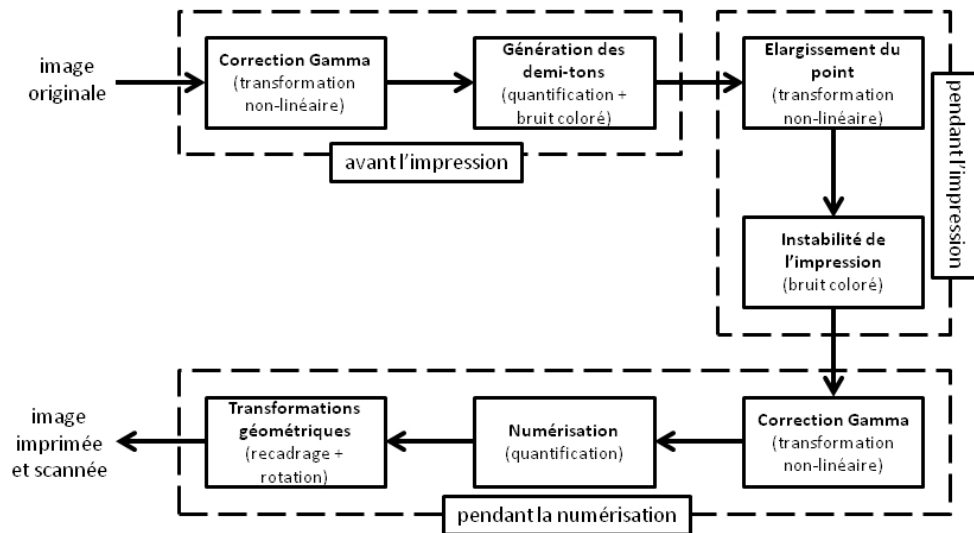 image
originale
Correction Gamma
(transformation
non-linéaire)
Génération des
demi-tons
(quantification +
bruit coloré)
avant l'impression
Elargissement du
point
(transformation
non-linéaire)
Instabilité de
l'impression
(bruit coloré)
pendant l'impression
Correction Gamma
(transformation
non-linéaire)
Numérisation
(quantification)
Transformations
géométriques
(recadrage +
rotation)
pendant la numérisation
image
imprimée
et scannée